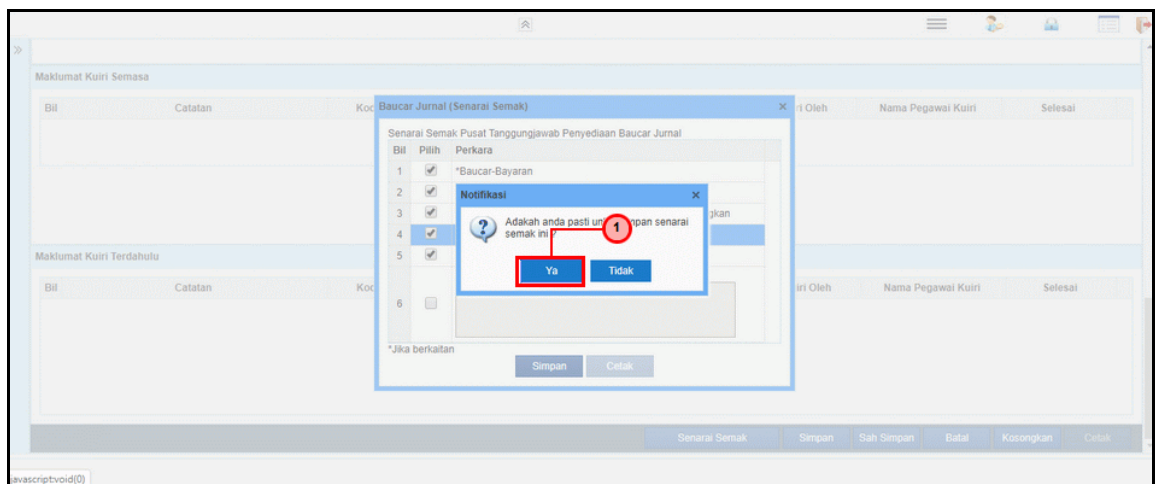 Maklumat Kuiri Semasa
Bil Catatan Koc ri Oleh Nama Pegawai Kuiri Selesai
Baucar Jurnal (Senarai Semak)
Senarai Semak Pusat Tanggungjawab Penyediaan Baucar Jurnal
Bil Pilih Perkara
1 *Baucar-Bayaran
2
3 gkan
4
5
6
*Jika berkaitan
Simpan Cetak
Notifikasi
Adakah anda pasti mpan senarai
semak ini
1
Ya Tidak
Maklumat Kuiri Terdahulu
Bil Catatan Koc iri Oleh Nama Pegawai Kuiri Selesai
Senarai Semak Simpan Sah Simpan Batal Kosongkan Cetak
javascript:void(0)